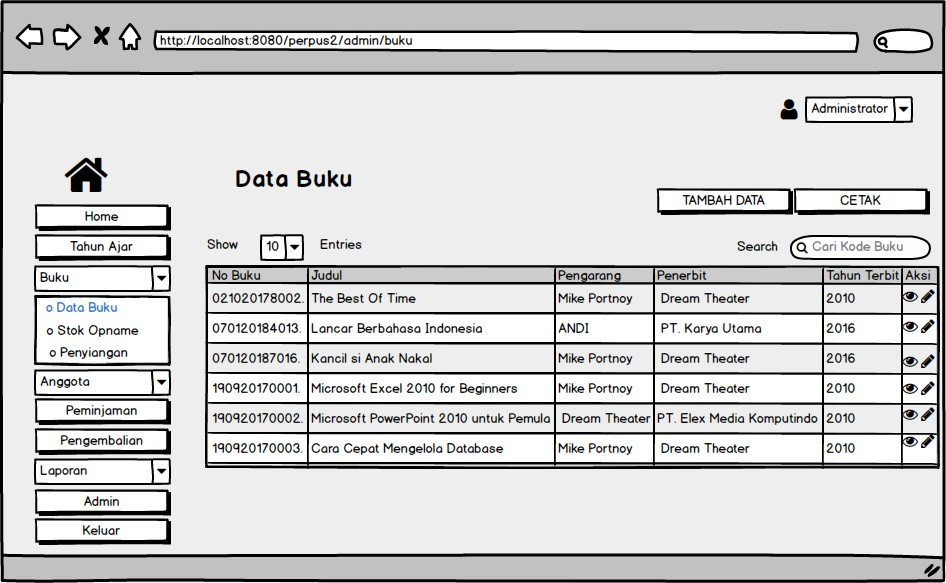 http://localhost:8080/perpus2/admin/buku
Administrator
Data Buku
TAMBAH DATA CETAK
Home
Tahun Ajar
Buku
o Data Buku
o Stok Opname
o Penyiangan
Anggota
Peminjaman
Pengembalian
Laporan
Admin
Keluar
Show 10 Entries Search Cari Kode Buku
No Buku Judul Pengarang Penerbit Tahun Terbit Aksi
021020178002. The Best Of Time Mike Portnoy Dream Theater 2010
070120184013. Lancar Berbahasa Indonesia ANDI PT. Karya Utama 2016
070120187016. Kancil si Anak Nakal Mike Portnoy Dream Theater 2016
190920170001. Microsoft Excel 2010 for Beginners Mike Portnoy Dream Theater 2010
190920170002. Microsoft PowerPoint 2010 untuk Pemula Dream Theater PT. Elex Media Komputindo 2010
190920170003. Cara Cepat Mengelola Database Mike Portnoy Dream Theater 2010